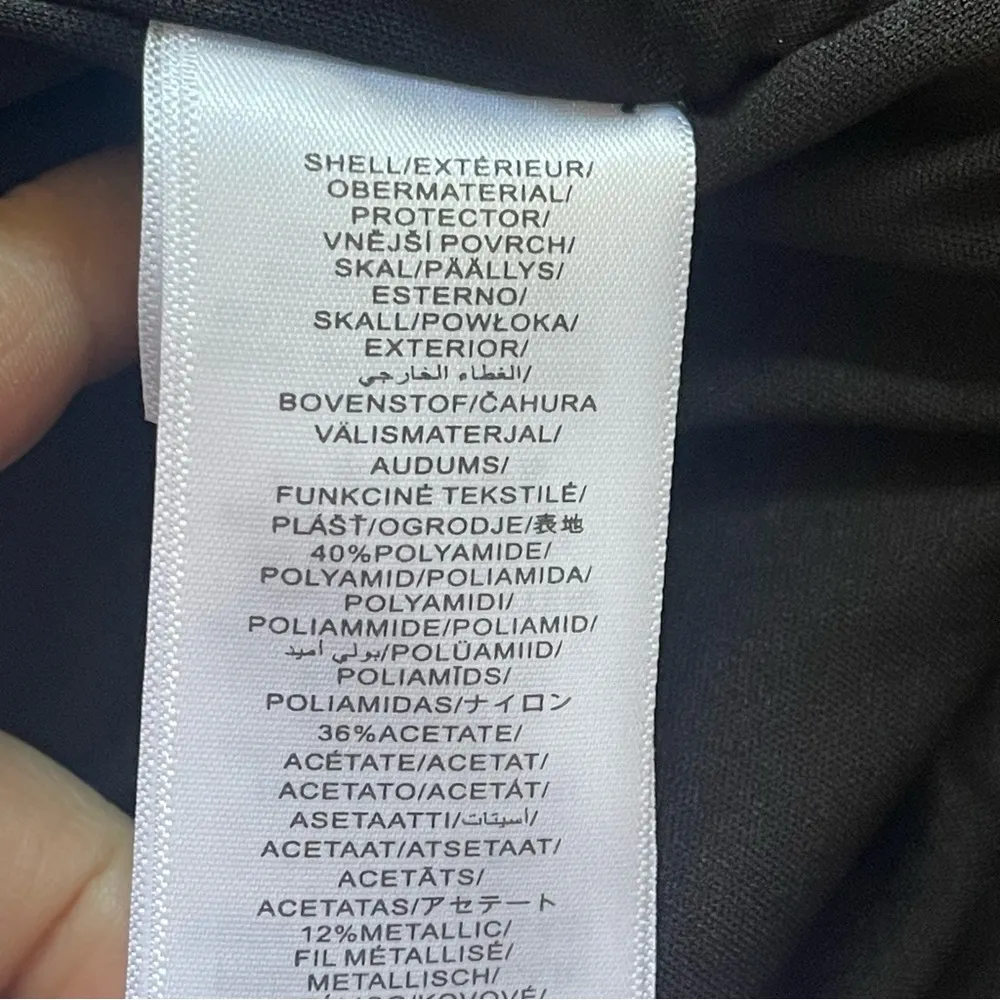 SHELL/EXTÉRIEUR/
OBERMATERIAL/
PROTECTOR/
VNĚJŠÍ POVRCH/
SKAL/PÄÄLLYS/
ESTERNO/
SKALL/POWŁOKA/
EXTERIOR/
الغطاء الخارجي/
BOVENSTOF/ČAHURA
VÄLISMATERJAL/
AUDUMS/
FUNKCINĖ TEKSTILĖ/
PLÁŠŤ/OGRODJE/表地
40%POLYAMIDE/
POLYAMID/POLIAMIDA/
POLYAMIDI/
POLIAMMIDE/POLIAMID/
بولي أميد/POLÜAMIID/
POLIAMĪDS/
POLIAMIDAS/ナイロン
36%ACETATE/
ACÉTATE/ACETAT/
ACETATO/ACETÁT/
ASETAATTI/أسيتات/
ACETAAT/ATSETAAT/
ACETĀTS/
ACETATAS/アセテート
12%METALLIC/
FIL MÉTALLISÉ/
METALLISCH/